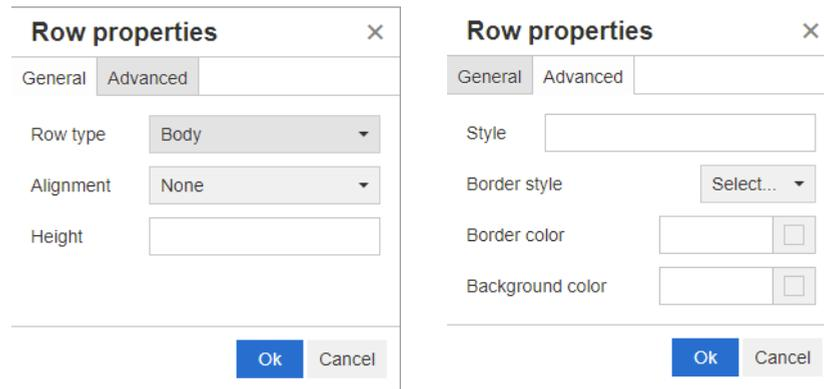 Row properties ×
General Advanced
Row type Body
Alignment None
Height
Ok Cancel
Row properties ×
General Advanced
Style
Border style Select...
Border color
Background color
Ok Cancel